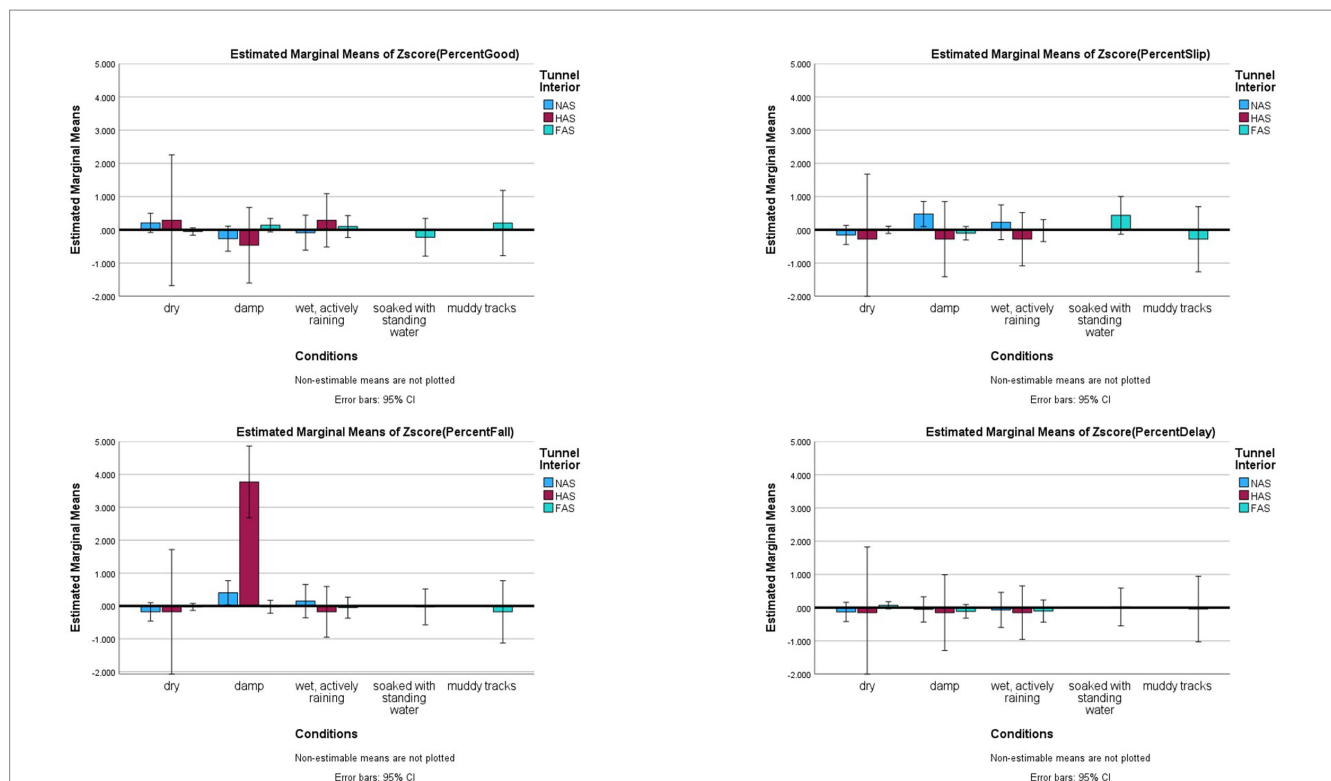 Estimated Marginal Means of Zscore(PercentGood)
Estimated Marginal Means
5.000
4.000
3.000
2.000
1.000
.000
-1.000
-2.000
dry
damp
wet, actively
raining
soaked with
standing
water
muddy tracks
Conditions
Non-estimable means are not plotted
Error bars: 95% CI
Tunnel
Interior
NAS
HAS
FAS
Estimated Marginal Means of Zscore(PercentSlip)
Estimated Marginal Means
5.000
4.000
3.000
2.000
1.000
.000
-1.000
-2.000
dry
damp
wet, actively
raining
soaked with
standing
water
muddy tracks
Conditions
Non-estimable means are not plotted
Error bars: 95% CI
Tunnel
Interior
NAS
HAS
FAS
Estimated Marginal Means of Zscore(PercentFall)
Estimated Marginal Means
5.000
4.000
3.000
2.000
1.000
.000
-1.000
-2.000
dry
damp
wet, actively
raining
soaked with
standing
water
muddy tracks
Conditions
Non-estimable means are not plotted
Error bars: 95% CI
Tunnel
Interior
NAS
HAS
FAS
Estimated Marginal Means of Zscore(PercentDelay)
Estimated Marginal Means
5.000
4.000
3.000
2.000
1.000
.000
-1.000
-2.000
dry
damp
wet, actively
raining
soaked with
standing
water
muddy tracks
Conditions
Non-estimable means are not plotted
Error bars: 95% CI
Tunnel
Interior
NAS
HAS
FAS